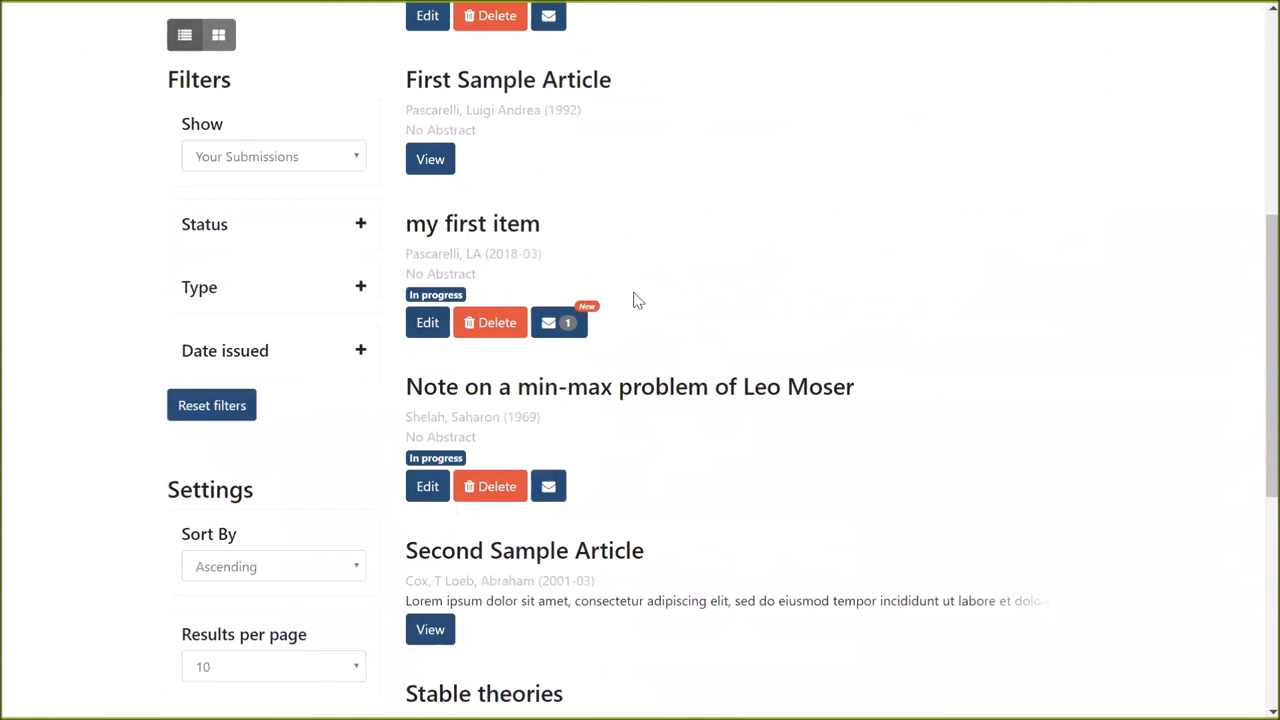 Edit Delete
Filters
Show
Your Submissions
Status
Type
Date issued
Reset filters
Settings
Sort By
Ascending
Results per page
10
First Sample Article
Pascarelli, Luigi Andrea (1992)
No Abstract
View
my first item
Pascarelli, LA (2018-03)
No Abstract
In progress
New
Edit Delete 1
Note on a min-max problem of Leo Moser
Shelah, Saharon (1969)
No Abstract
In progress
Edit Delete
Second Sample Article
Cox, T Loeb, Abraham (2001-03)
Lorem ipsum dolor sit amet, consectetur adipiscing elit, sed do eiusmod tempor incididunt ut labore et dolo
View
Stable theories